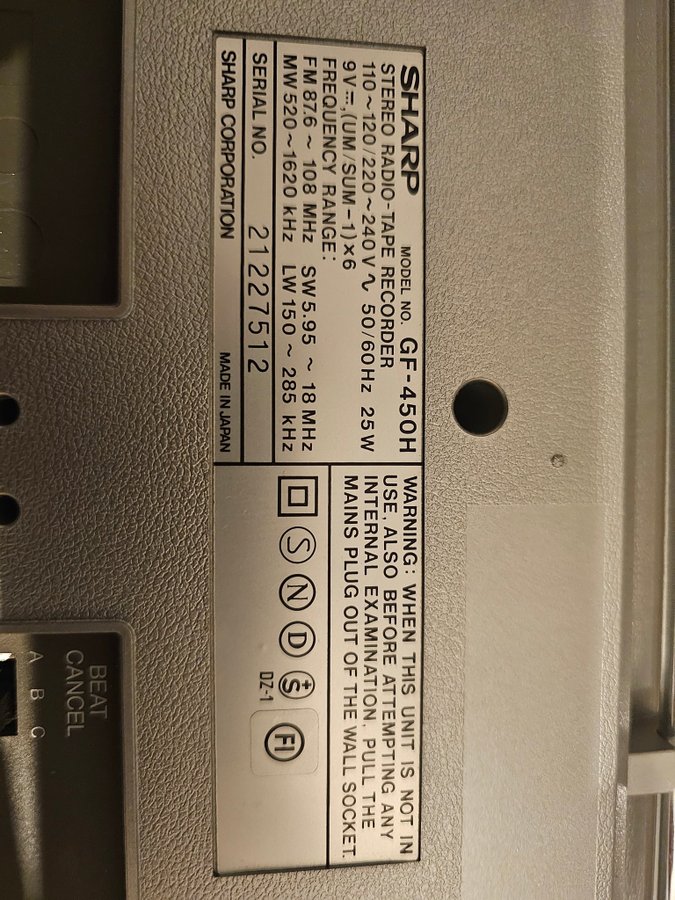 SHARP MODEL NO. GF-450H
STEREO RADIO-TAPE RECORDER
110~120/220~240V∿ 50/60Hz 25W
9V⎓,(UM/SUM-1)×6
FREQUENCY RANGE:
FM 87.6 ~ 108 MHz SW 5.95 ~ 18 MHz
MW 520~1620 kHz LW 150 ~ 285 kHz
SERIAL NO. 21227512
SHARP CORPORATION MADE IN JAPAN
WARNING: WHEN THIS UNIT IS NOT IN
USE, ALSO BEFORE ATTEMPTING ANY
INTERNAL EXAMINATION, PULL THE
MAINS PLUG OUT OF THE WALL SOCKET.
S N D +S FI
DZ-1
BEAT
CANCEL
A B C